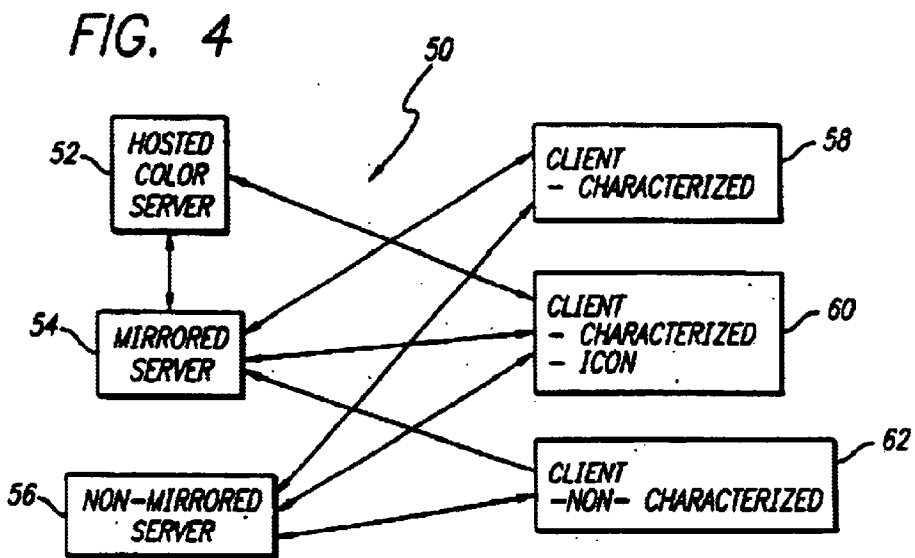 FIG. 4
50
52
HOSTED
COLOR
SERVER
54
MIRRORED
SERVER
56
NON-MIRRORED
SERVER
58
CLIENT
- CHARACTERIZED
60
CLIENT
- CHARACTERIZED
- ICON
62
CLIENT
-NON- CHARACTERIZED